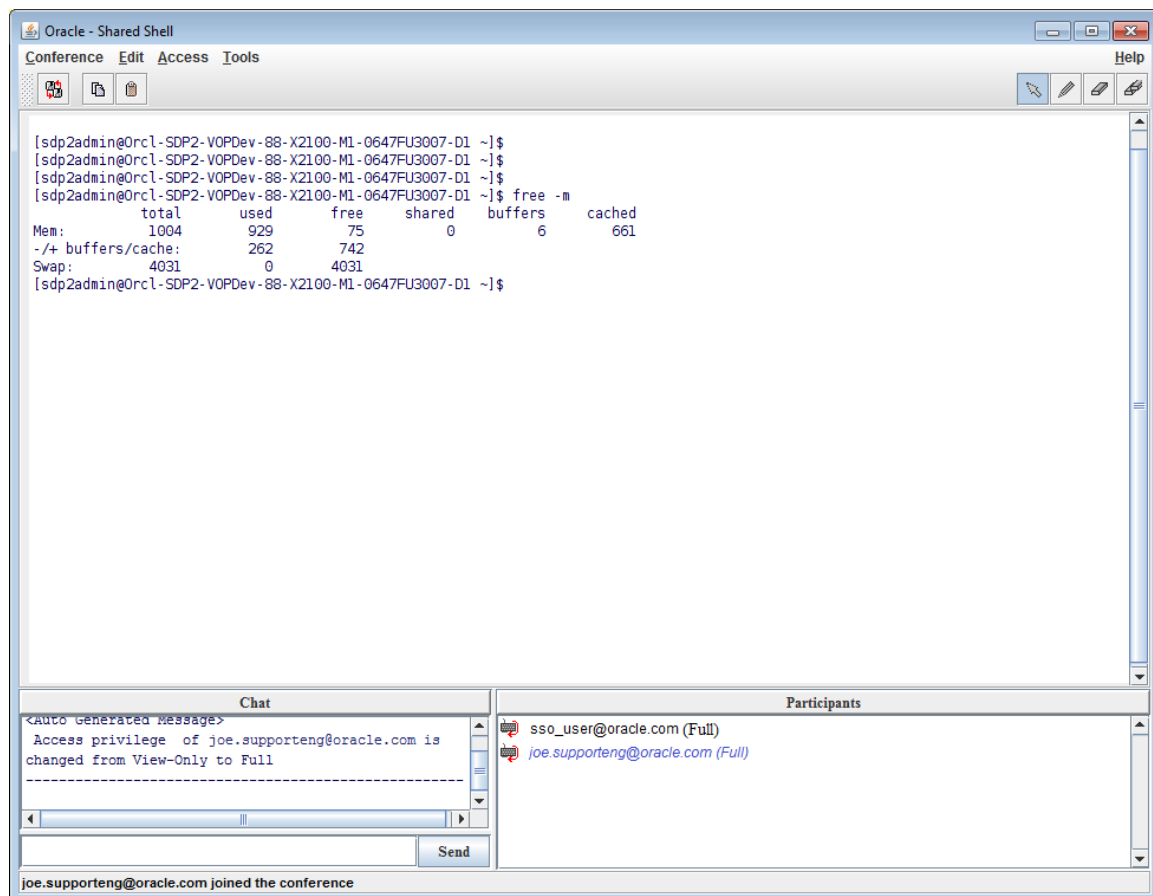 Oracle - Shared Shell
Conference Edit Access Tools Help
[sdp2admin@Orcl-SDP2-VOPDev-88-X2100-M1-0647FU3007-D1 ~]$
[sdp2admin@Orcl-SDP2-VOPDev-88-X2100-M1-0647FU3007-D1 ~]$
[sdp2admin@Orcl-SDP2-VOPDev-88-X2100-M1-0647FU3007-D1 ~]$
[sdp2admin@Orcl-SDP2-VOPDev-88-X2100-M1-0647FU3007-D1 ~]$ free -m
total used free shared buffers cached
Mem: 1004 929 75 0 6 661
-/+ buffers/cache: 262 742
Swap: 4031 0 4031
[sdp2admin@Orcl-SDP2-VOPDev-88-X2100-M1-0647FU3007-D1 ~]$
Chat
<Auto Generated Message>
Access privilege of joe.supporteng@oracle.com is
changed from View-Only to Full
------------------------------------------------------
Send
Participants
sso_user@oracle.com (Full)
joe.supporteng@oracle.com (Full)
joe.supporteng@oracle.com joined the conference